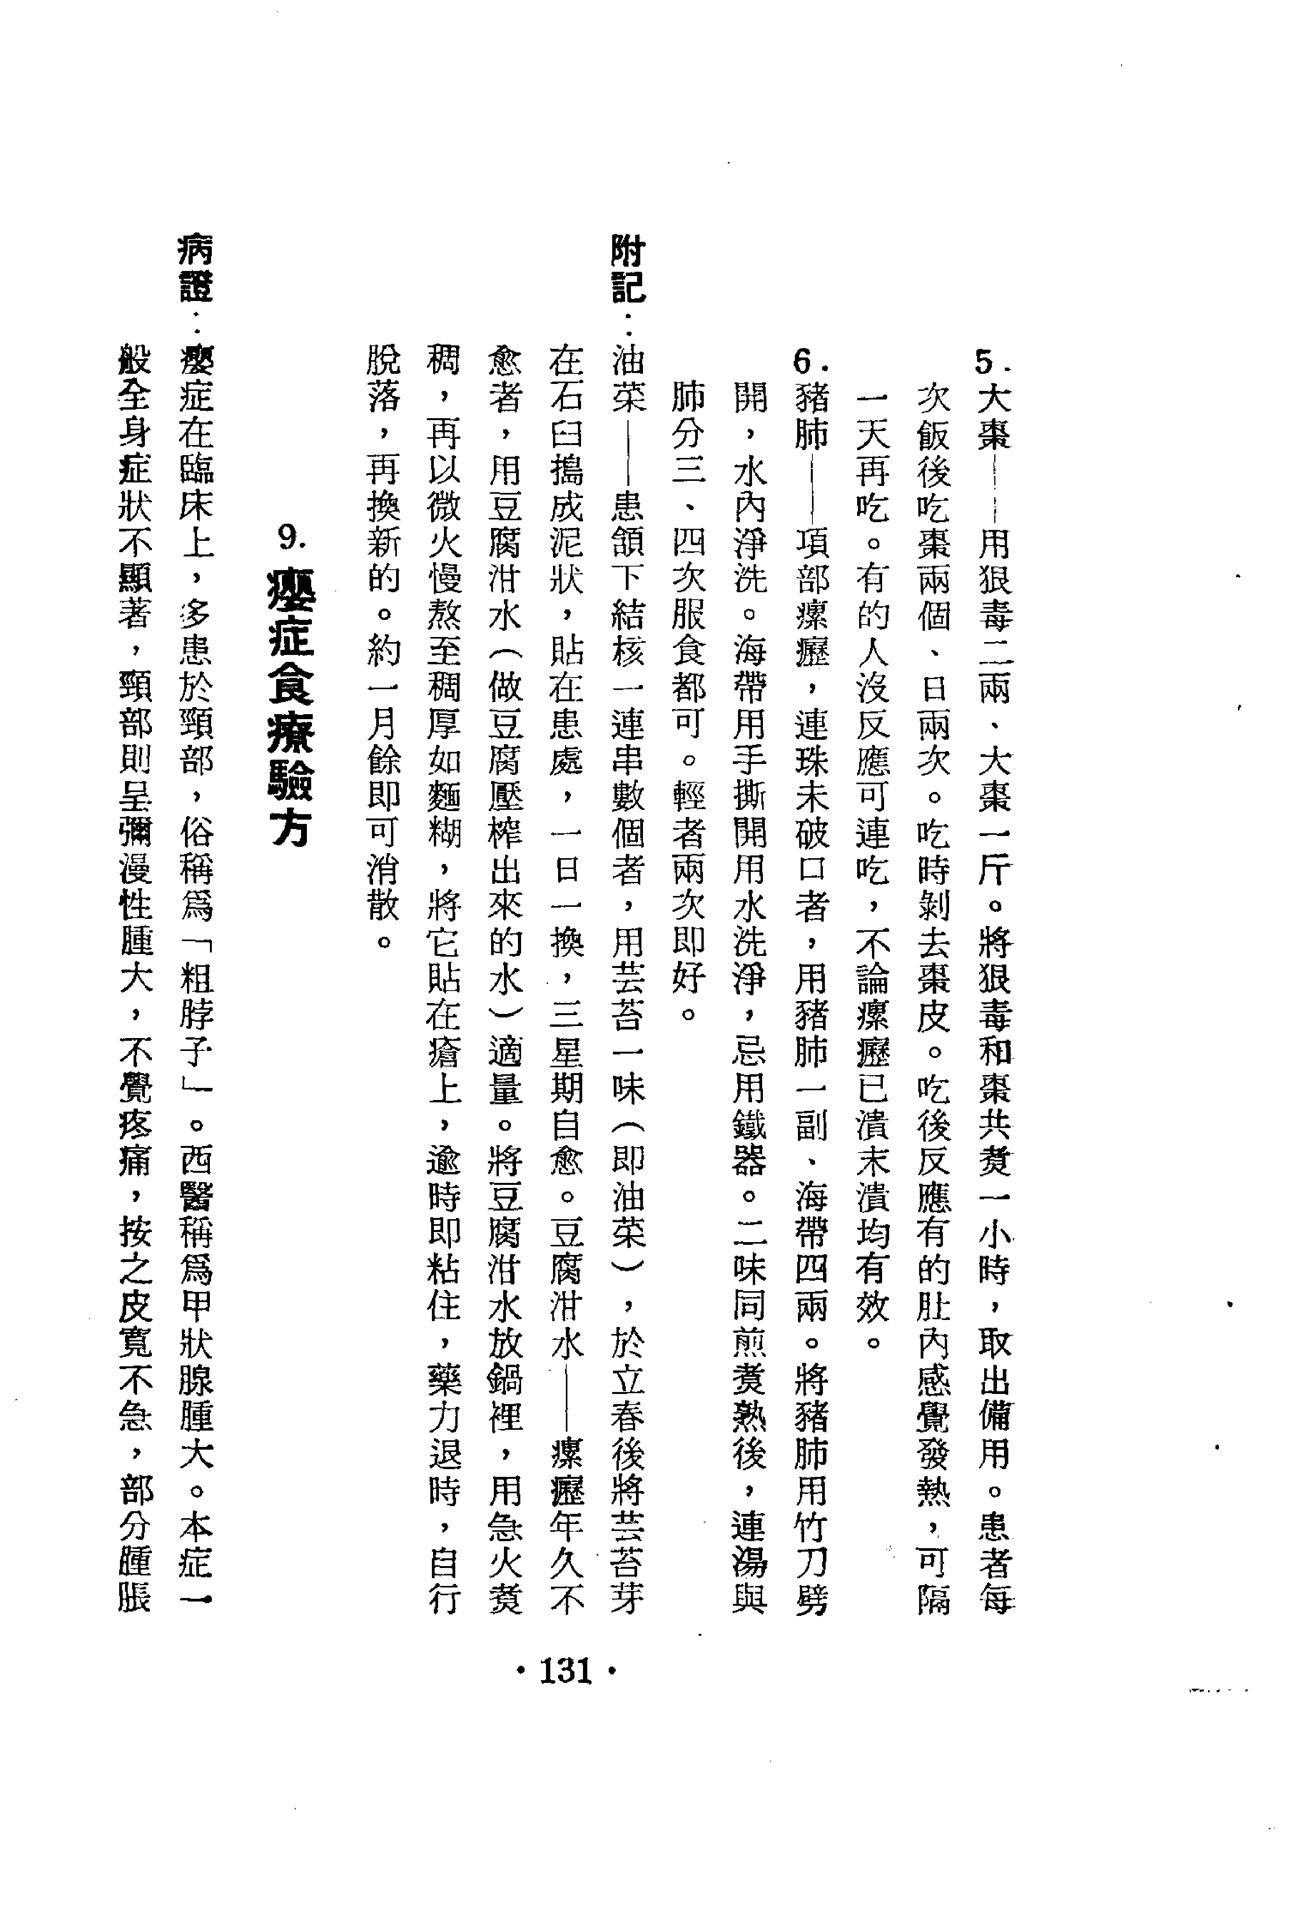 5.大棗——用狠毒二兩、大棗一斤。將狠毒和棗共煑一小時，取出備用。患者每
次飯後吃棗兩個、日兩次。吃時剝去棗皮。吃後反應有的肚內感覺發熱，可隔
一天再吃。有的人沒反應可連吃，不論瘰癧已潰末潰均有效。
6.豬肺——項部瘰癧，連珠未破口者，用豬肺一副、海帶四兩。將豬肺用竹刀劈
開，水內淨洗。海帶用手撕開用水洗淨，忌用鐵器。二味同煎煑熟後，連湯與
肺分三、四次服食都可。輕者兩次即好。
附記：油菜——患頷下結核一連串數個者，用芸苔一味（即油菜），於立春後將芸苔芽
在石臼搗成泥狀，貼在患處，一日一換，三星期自愈。豆腐泔水——瘰癧年久不
愈者，用豆腐泔水（做豆腐壓榨出來的水）適量。將豆腐泔水放鍋裡，用急火煑
稠，再以微火慢熬至稠厚如麵糊，將它貼在瘡上，逾時即粘住，藥力退時，自行
脫落，再換新的。約一月餘即可消散。
9.癭症食療驗方
病證：癭症在臨床上，多患於頸部，俗稱爲「粗脖子」。西醫稱爲甲狀腺腫大。本症一
般全身症狀不顯著，頸部則呈彌漫性腫大，不覺疼痛，按之皮寬不急，部分腫脹
·131·